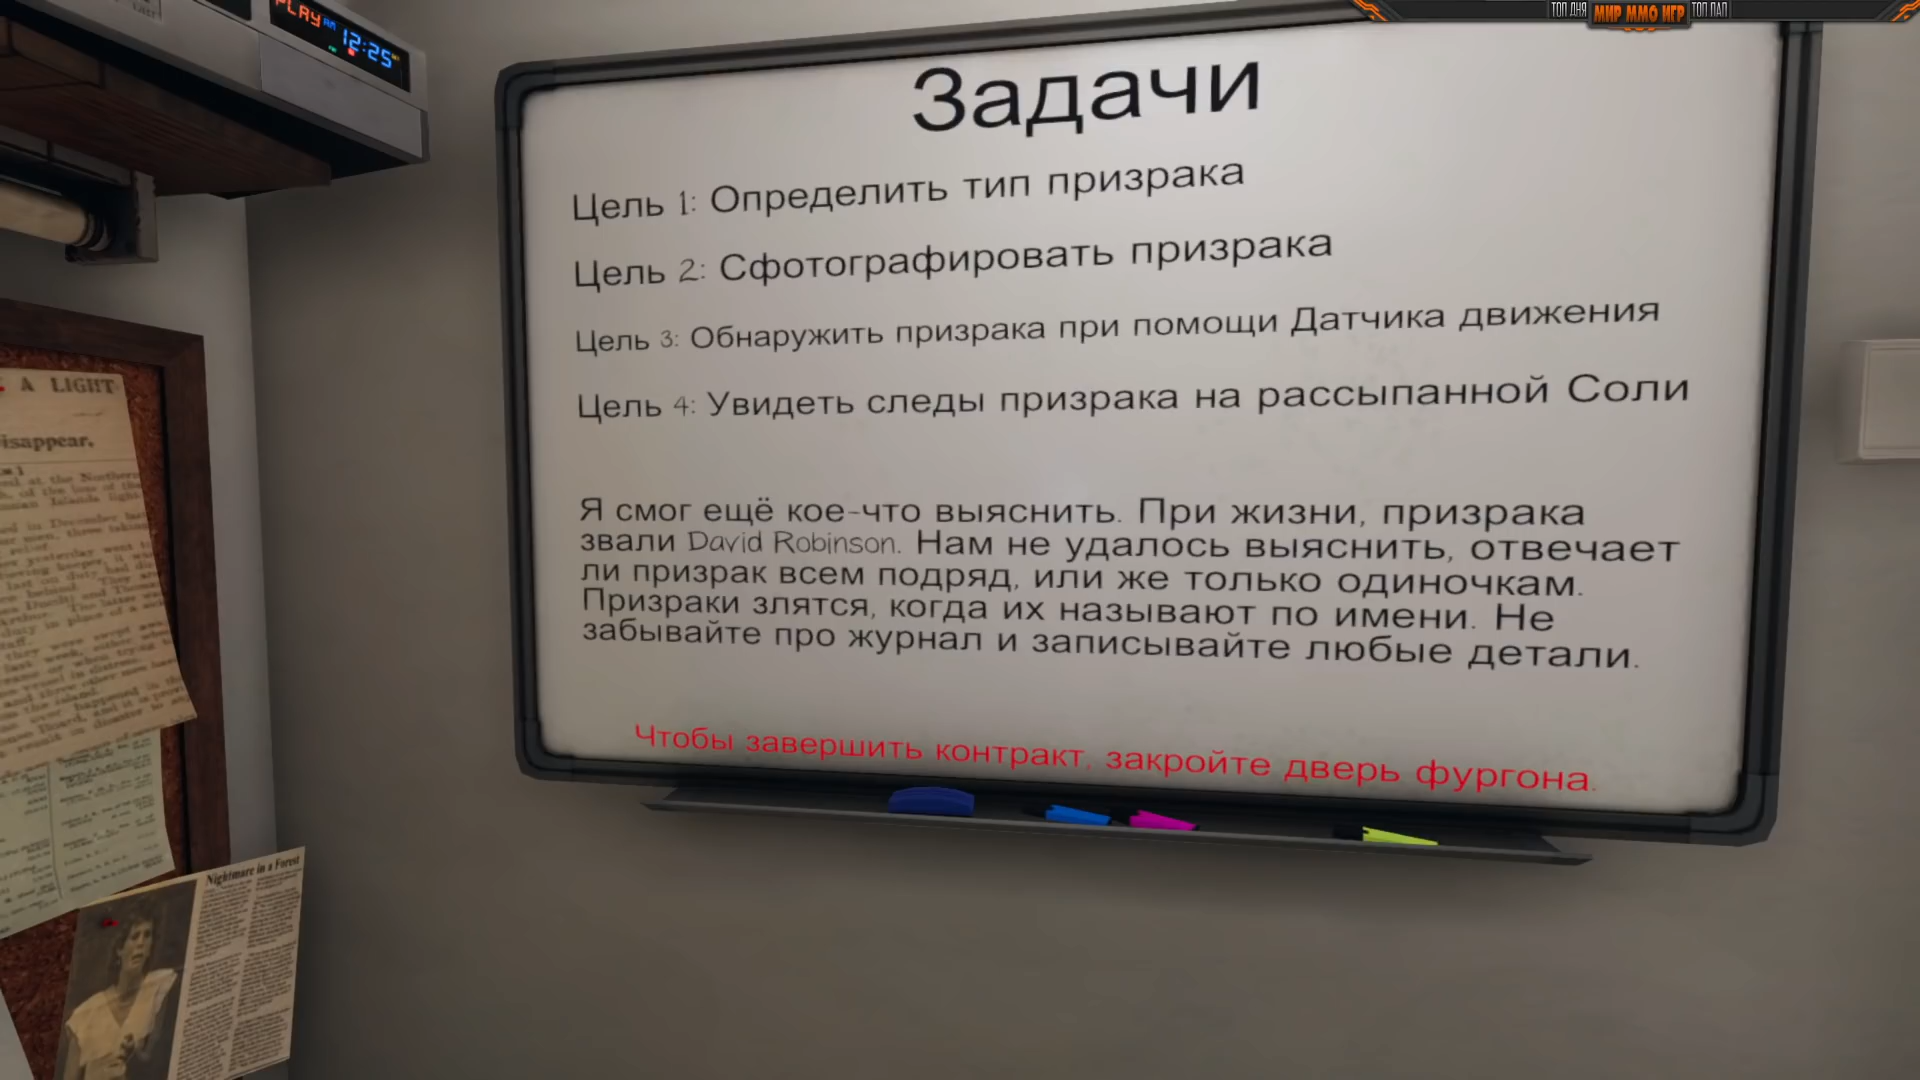 PLAY AM 12:25
ТОП ДНЯ
МИР ММО ИГР
ТОП ПАП
Задачи
Цель 1: Определить тип призрака
Цель 2: Сфотографировать призрака
Цель 3: Обнаружить призрака при помощи Датчика движения
Цель 4: Увидеть следы призрака на рассыпанной Соли
Я смог ещё кое-что выяснить. При жизни, призрака
звали David Robinson. Нам не удалось выяснить, отвечает
ли призрак всем подряд, или же только одиночкам.
Призраки злятся, когда их называют по имени. Не
забывайте про журнал и записывайте любые детали.
Чтобы завершить контракт, закройте дверь фургона.
A LIGHT
Disappear.
Nightmare in a Forest